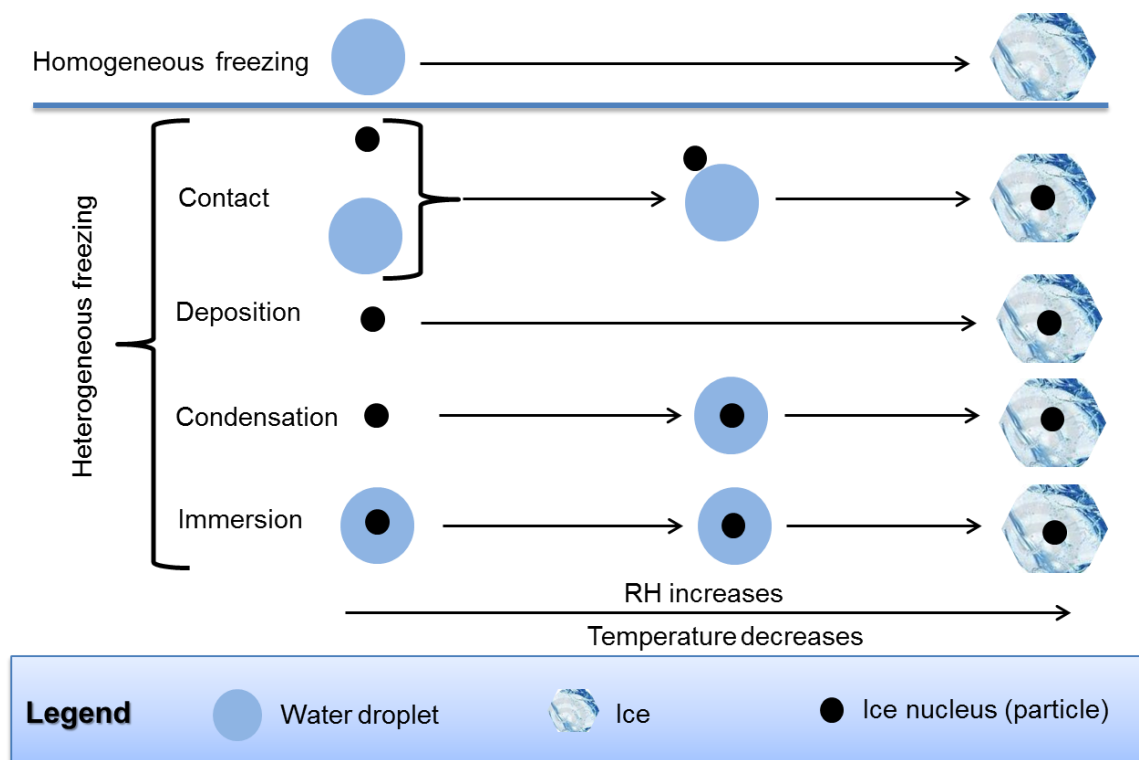 Homogeneous freezing
Heterogeneous freezing
Contact
Deposition
Condensation
Immersion
RH increases
Temperature decreases
Legend
Water droplet
Ice
Ice nucleus (particle)